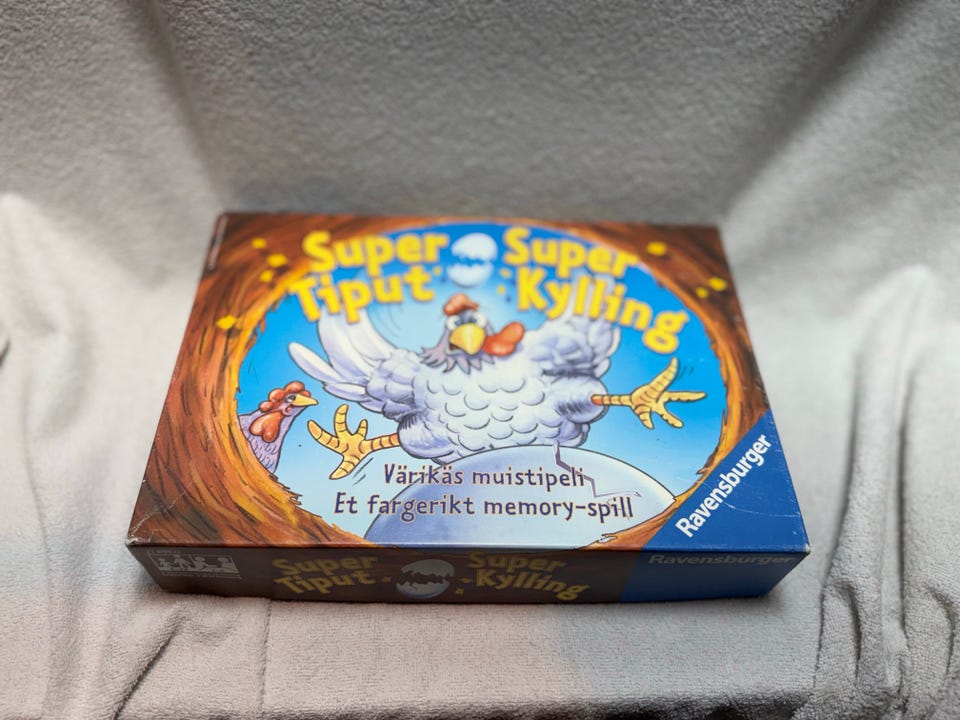 Super Tiput
Super Kylling
Värikäs muistipeli
Et fargerikt memory-spill
Ravensburger
Super Tiput
Super Kylling
Ravensburger